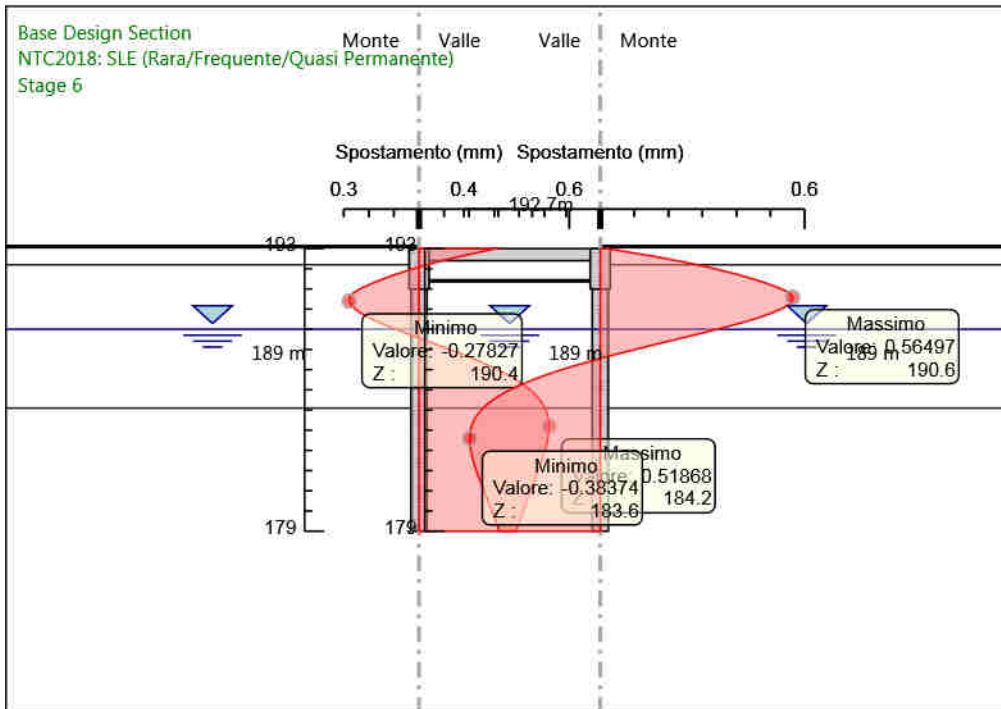 Base Design Section
NTC2018: SLE (Rara/Frequente/Quasi Permanente)
Stage 6
Monte Valle Valle Monte
Spostamento (mm) Spostamento (mm)
0.3 0.4 0.6 0.6
192.7m
193 193
Minimo
Valore: -0.27827
Z : 190.4
Massimo
Valore: 0.56497
Z : 190.6
189 m 189 m 189 m
Massimo
Valore: 0.51868
Z : 184.2
Minimo
Valore: -0.38374
Z : 183.6
179 179